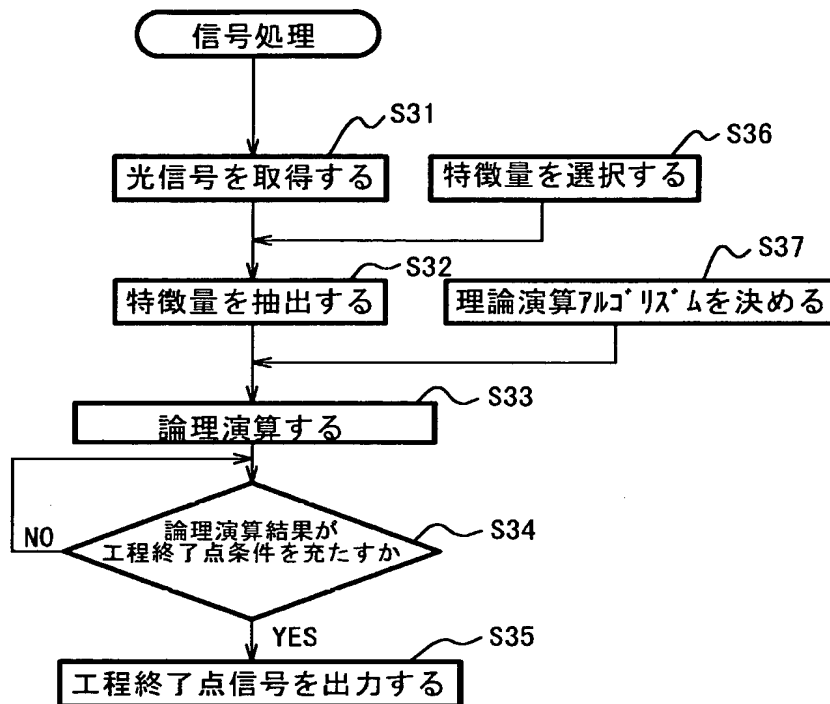 信号処理
S31
光信号を取得する
S36
特徴量を選択する
S32
特徴量を抽出する
S37
理論演算ｱﾙｺﾞﾘｽﾞﾑを決める
S33
論理演算する
論理演算結果が
工程終了点条件を充たすか
S34
NO
YES
S35
工程終了点信号を出力する